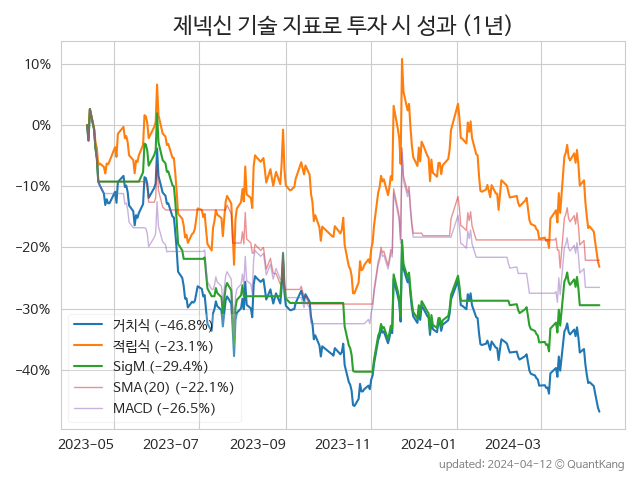 제넥신 기술 지표로 투자 시 성과 (1년)
10%
0%
−10%
−20%
−30%
−40%
거치식 (−46.8%)
적립식 (−23.1%)
SigM (−29.4%)
SMA(20) (−22.1%)
MACD (−26.5%)
2023-05 2023-07 2023-09 2023-11 2024-01 2024-03
updated: 2024-04-12 © QuantKang